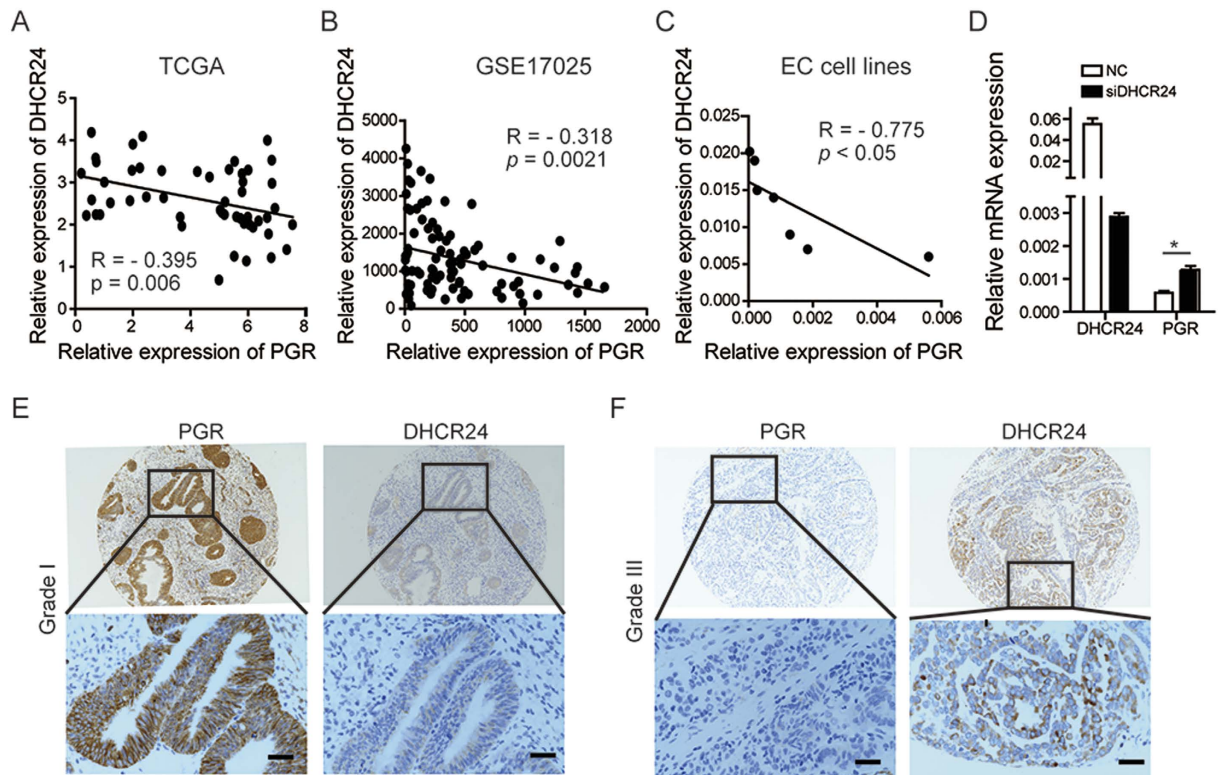 A
TCGA
Relative expression of DHCR24
5
4
3
2
1
0
R = - 0.395
p = 0.006
0 2 4 6 8
Relative expression of PGR
B
GSE17025
Relative expression of DHCR24
5000
4000
3000
2000
1000
0
R = - 0.318
p = 0.0021
0 500 1000 1500 2000
Relative expression of PGR
C
EC cell lines
Relative expression of DHCR24
0.025
0.020
0.015
0.010
0.005
0.000
R = - 0.775
p < 0.05
0.000 0.002 0.004 0.006
Relative expression of PGR
D
NC
siDHCR24
Relative mRNA expression
0.06
0.04
0.02
0.003
0.001
0.000
*
DHCR24 PGR
E
PGR DHCR24
Grade I
F
PGR DHCR24
Grade III